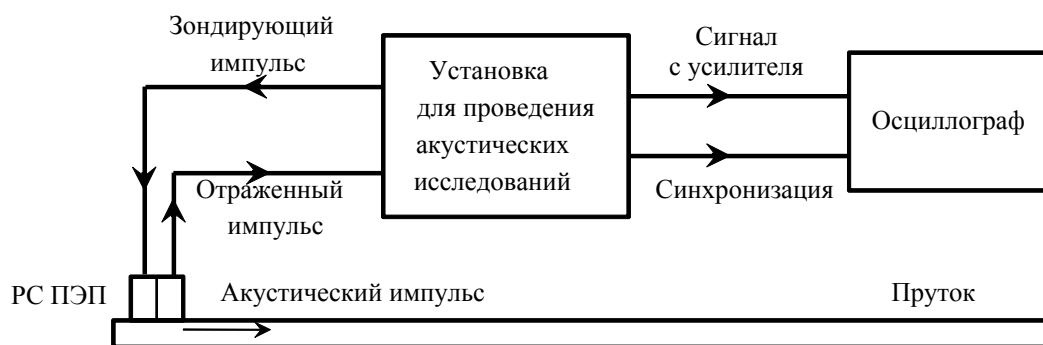 Зондирующий
импульс
Установка
для проведения
акустических
исследований
Сигнал
с усилителя
Осциллограф
Отраженный
импульс
Синхронизация
РС ПЭП
Акустический импульс
Пруток